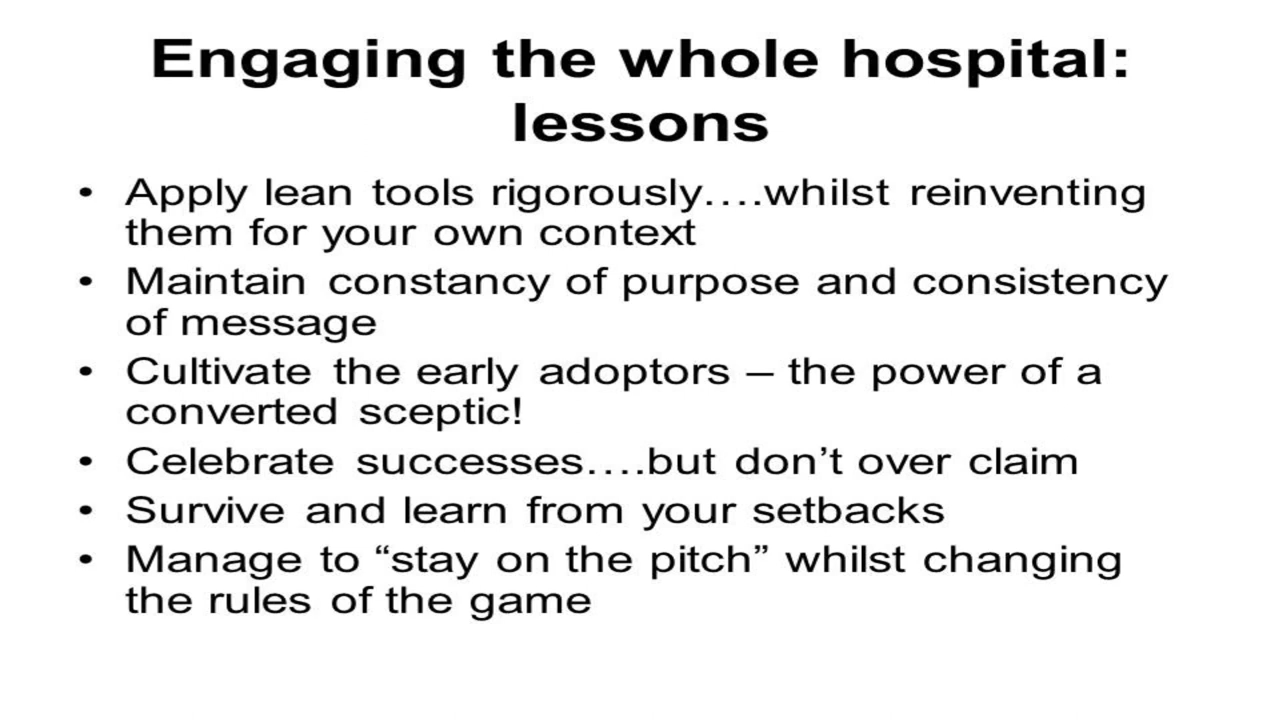 Engaging the whole hospital:
lessons
• Apply lean tools rigorously….whilst reinventing
them for your own context
• Maintain constancy of purpose and consistency
of message
• Cultivate the early adoptors – the power of a
converted sceptic!
• Celebrate successes….but don’t over claim
• Survive and learn from your setbacks
• Manage to “stay on the pitch” whilst changing
the rules of the game